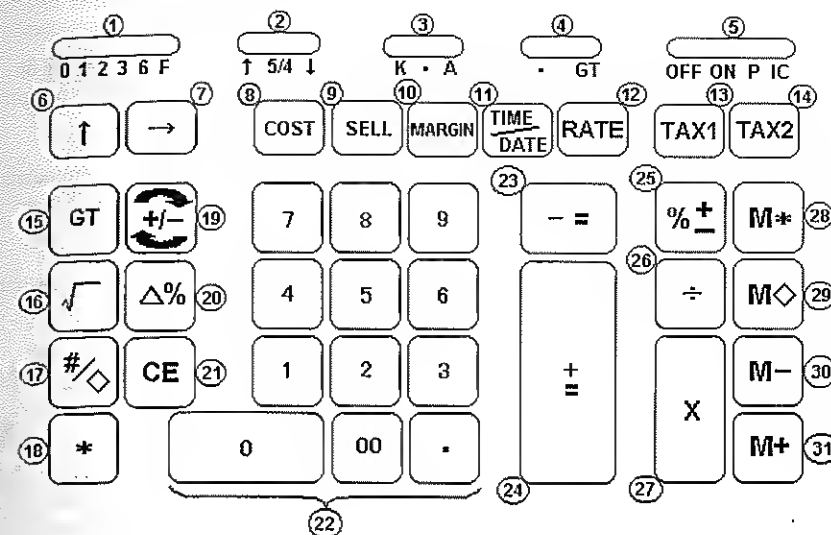 ① ② ③ ④ ⑤
0 1 2 3 6 F ↑ 5/4 ↓ K · A · GT OFF ON P IC
⑥ ⑦ ⑧ ⑨ ⑩ ⑪ ⑫ ⑬ ⑭
↑ → COST SELL MARGIN TIME/DATE RATE TAX1 TAX2
⑮ GT +/− ⑲ 7 8 9 ㉓ − = ㉕ %± M* ㉘
⑯ √ △% ⑳ 4 5 6 ㉖ ÷ M◇ ㉙
⑰ #/◇ CE ㉑ 1 2 3 + = X M− ㉚
⑱ * 0 00 . ㉔ ㉗ M+ ㉛
㉒